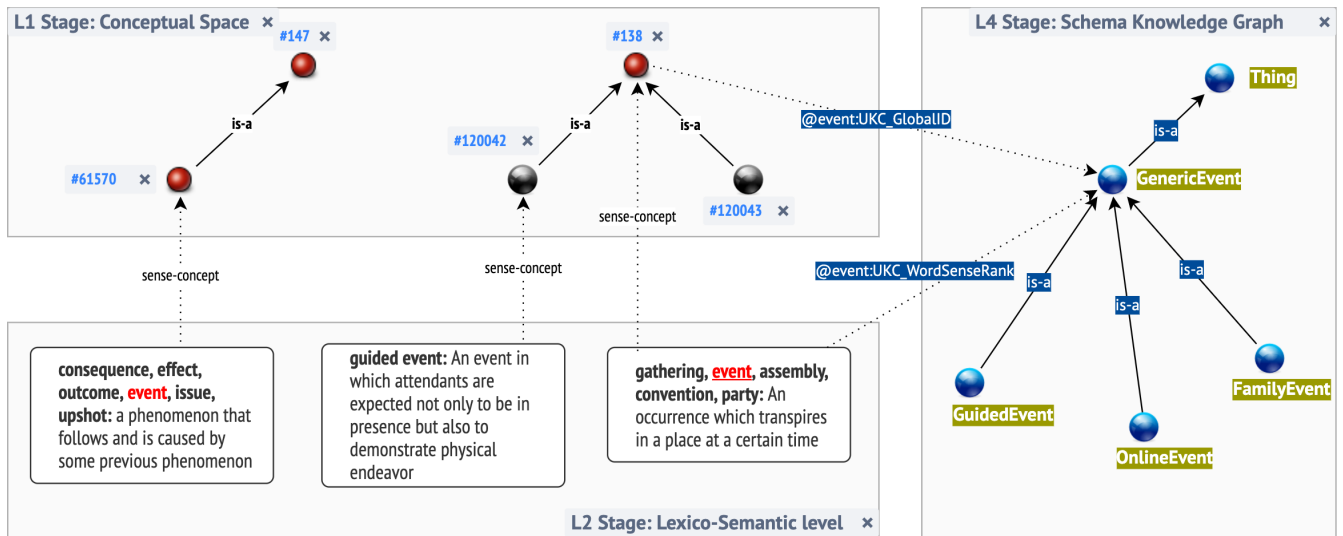 L1 Stage: Conceptual Space ×
#147 ×
#138 ×
is-a
#120042 ×
is-a
is-a
#61570 ×
#120043 ×
sense-concept
sense-concept
sense-concept
consequence, effect,
outcome, event, issue,
upshot: a phenomenon that
follows and is caused by
some previous phenomenon
guided event: An event in
which attendants are
expected not only to be in
presence but also to
demonstrate physical
endeavor
gathering, event, assembly,
convention, party: An
occurrence which transpires
in a place at a certain time
L2 Stage: Lexico-Semantic level ×
@event:UKC_GlobalID
@event:UKC_WordSenseRank
L4 Stage: Schema Knowledge Graph ×
Thing
is-a
GenericEvent
is-a
is-a
is-a
FamilyEvent
GuidedEvent
OnlineEvent